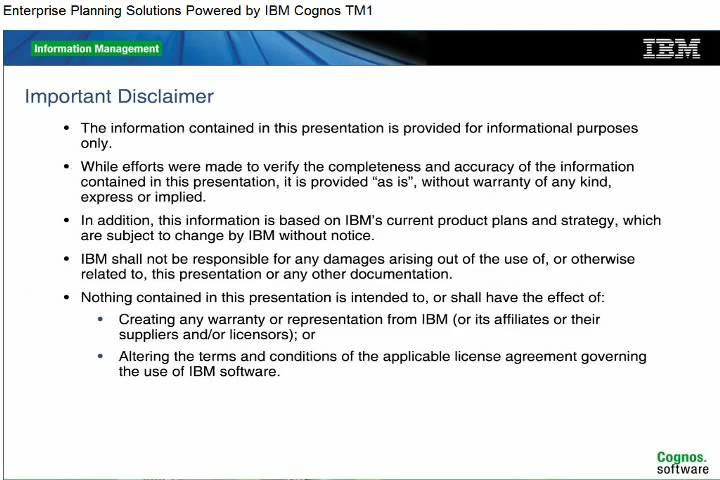 Enterprise Planning Solutions Powered by IBM Cognos TM1
Information Management
IBM
Important Disclaimer
• The information contained in this presentation is provided for informational purposes
only.
• While efforts were made to verify the completeness and accuracy of the information
contained in this presentation, it is provided “as is”, without warranty of any kind,
express or implied.
• In addition, this information is based on IBM’s current product plans and strategy, which
are subject to change by IBM without notice.
• IBM shall not be responsible for any damages arising out of the use of, or otherwise
related to, this presentation or any other documentation.
• Nothing contained in this presentation is intended to, or shall have the effect of:
• Creating any warranty or representation from IBM (or its affiliates or their
suppliers and/or licensors); or
• Altering the terms and conditions of the applicable license agreement governing
the use of IBM software.
Cognos.
software